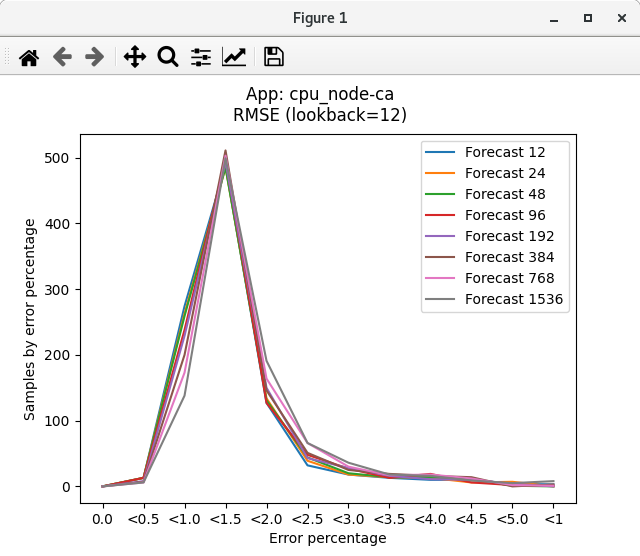 Figure 1
App: cpu_node-ca
RMSE (lookback=12)
Forecast 12
Forecast 24
Forecast 48
Forecast 96
Forecast 192
Forecast 384
Forecast 768
Forecast 1536
500
400
300
200
100
0
Samples by error percentage
0.0 <0.5 <1.0 <1.5 <2.0 <2.5 <3.0 <3.5 <4.0 <4.5 <5.0 <1
Error percentage